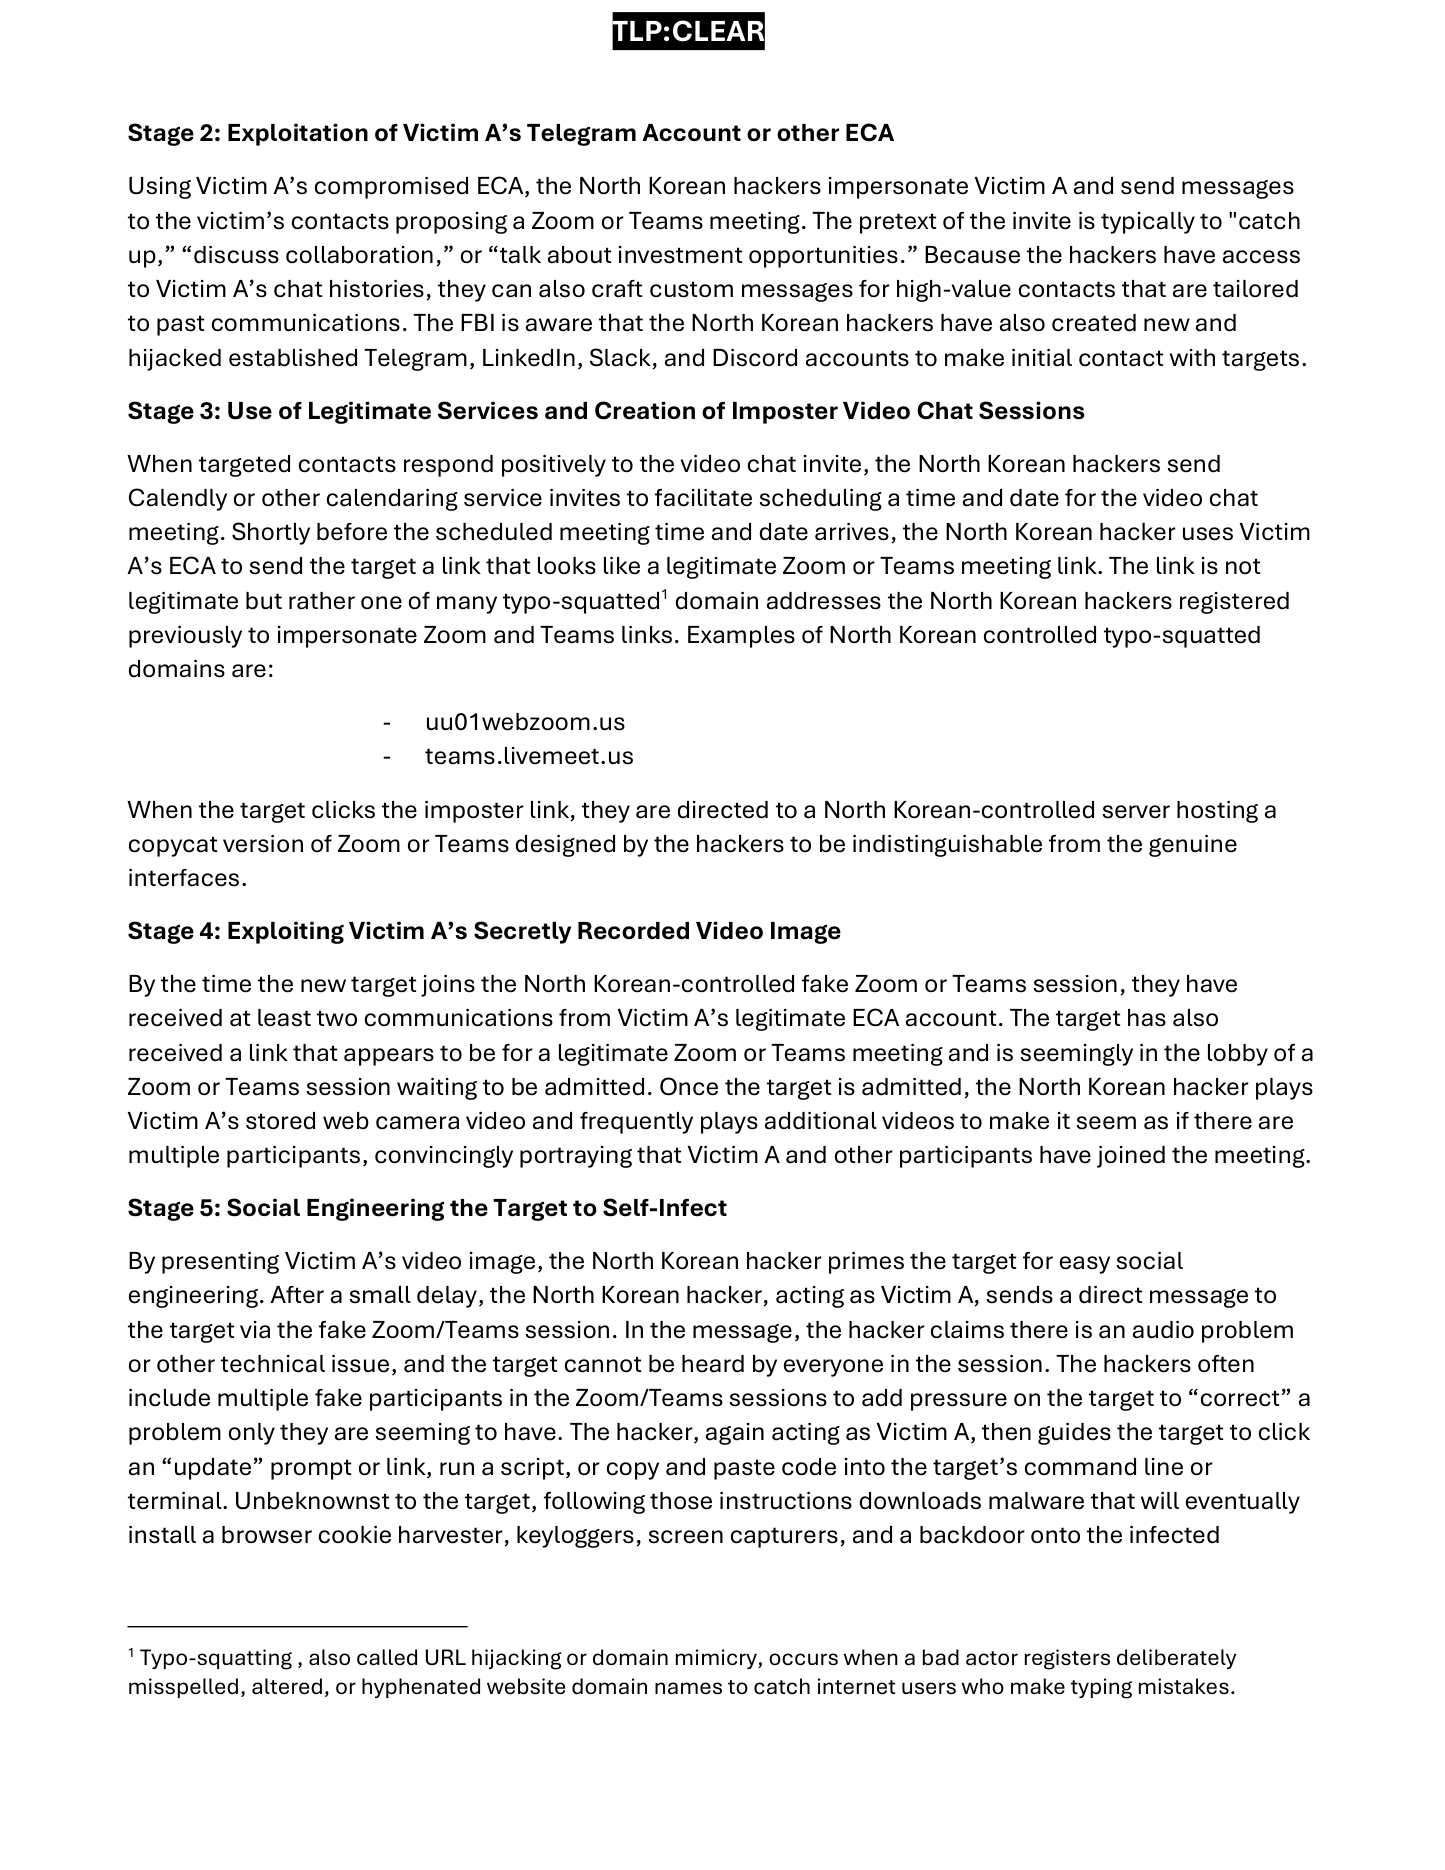 TLP:CLEAR
Stage 2: Exploitation of Victim A’s Telegram Account or other ECA
Using Victim A’s compromised ECA, the North Korean hackers impersonate Victim A and send messages
to the victim’s contacts proposing a Zoom or Teams meeting. The pretext of the invite is typically to "catch
up,” “discuss collaboration,” or “talk about investment opportunities.” Because the hackers have access
to Victim A’s chat histories, they can also craft custom messages for high-value contacts that are tailored
to past communications. The FBI is aware that the North Korean hackers have also created new and
hijacked established Telegram, LinkedIn, Slack, and Discord accounts to make initial contact with targets.
Stage 3: Use of Legitimate Services and Creation of Imposter Video Chat Sessions
When targeted contacts respond positively to the video chat invite, the North Korean hackers send
Calendly or other calendaring service invites to facilitate scheduling a time and date for the video chat
meeting. Shortly before the scheduled meeting time and date arrives, the North Korean hacker uses Victim
A’s ECA to send the target a link that looks like a legitimate Zoom or Teams meeting link. The link is not
legitimate but rather one of many typo-squatted¹ domain addresses the North Korean hackers registered
previously to impersonate Zoom and Teams links. Examples of North Korean controlled typo-squatted
domains are:
- uu01webzoom.us
- teams.livemeet.us
When the target clicks the imposter link, they are directed to a North Korean-controlled server hosting a
copycat version of Zoom or Teams designed by the hackers to be indistinguishable from the genuine
interfaces.
Stage 4: Exploiting Victim A’s Secretly Recorded Video Image
By the time the new target joins the North Korean-controlled fake Zoom or Teams session, they have
received at least two communications from Victim A’s legitimate ECA account. The target has also
received a link that appears to be for a legitimate Zoom or Teams meeting and is seemingly in the lobby of a
Zoom or Teams session waiting to be admitted. Once the target is admitted, the North Korean hacker plays
Victim A’s stored web camera video and frequently plays additional videos to make it seem as if there are
multiple participants, convincingly portraying that Victim A and other participants have joined the meeting.
Stage 5: Social Engineering the Target to Self-Infect
By presenting Victim A’s video image, the North Korean hacker primes the target for easy social
engineering. After a small delay, the North Korean hacker, acting as Victim A, sends a direct message to
the target via the fake Zoom/Teams session. In the message, the hacker claims there is an audio problem
or other technical issue, and the target cannot be heard by everyone in the session. The hackers often
include multiple fake participants in the Zoom/Teams sessions to add pressure on the target to “correct” a
problem only they are seeming to have. The hacker, again acting as Victim A, then guides the target to click
an “update” prompt or link, run a script, or copy and paste code into the target’s command line or
terminal. Unbeknownst to the target, following those instructions downloads malware that will eventually
install a browser cookie harvester, keyloggers, screen capturers, and a backdoor onto the infected
¹ Typo-squatting , also called URL hijacking or domain mimicry, occurs when a bad actor registers deliberately
misspelled, altered, or hyphenated website domain names to catch internet users who make typing mistakes.